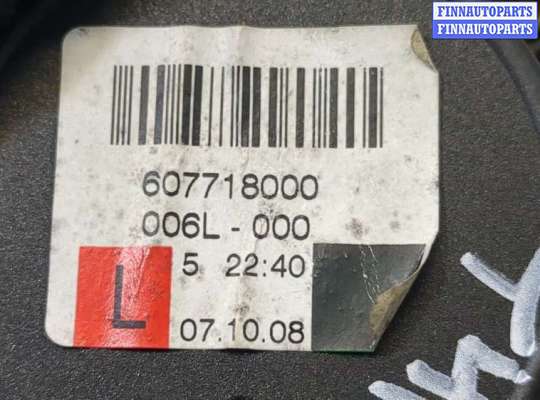 FINNAUTOPARTS
FINNAUTOPARTS
607718000
006L - 000
5 22:40
L
07.10.08